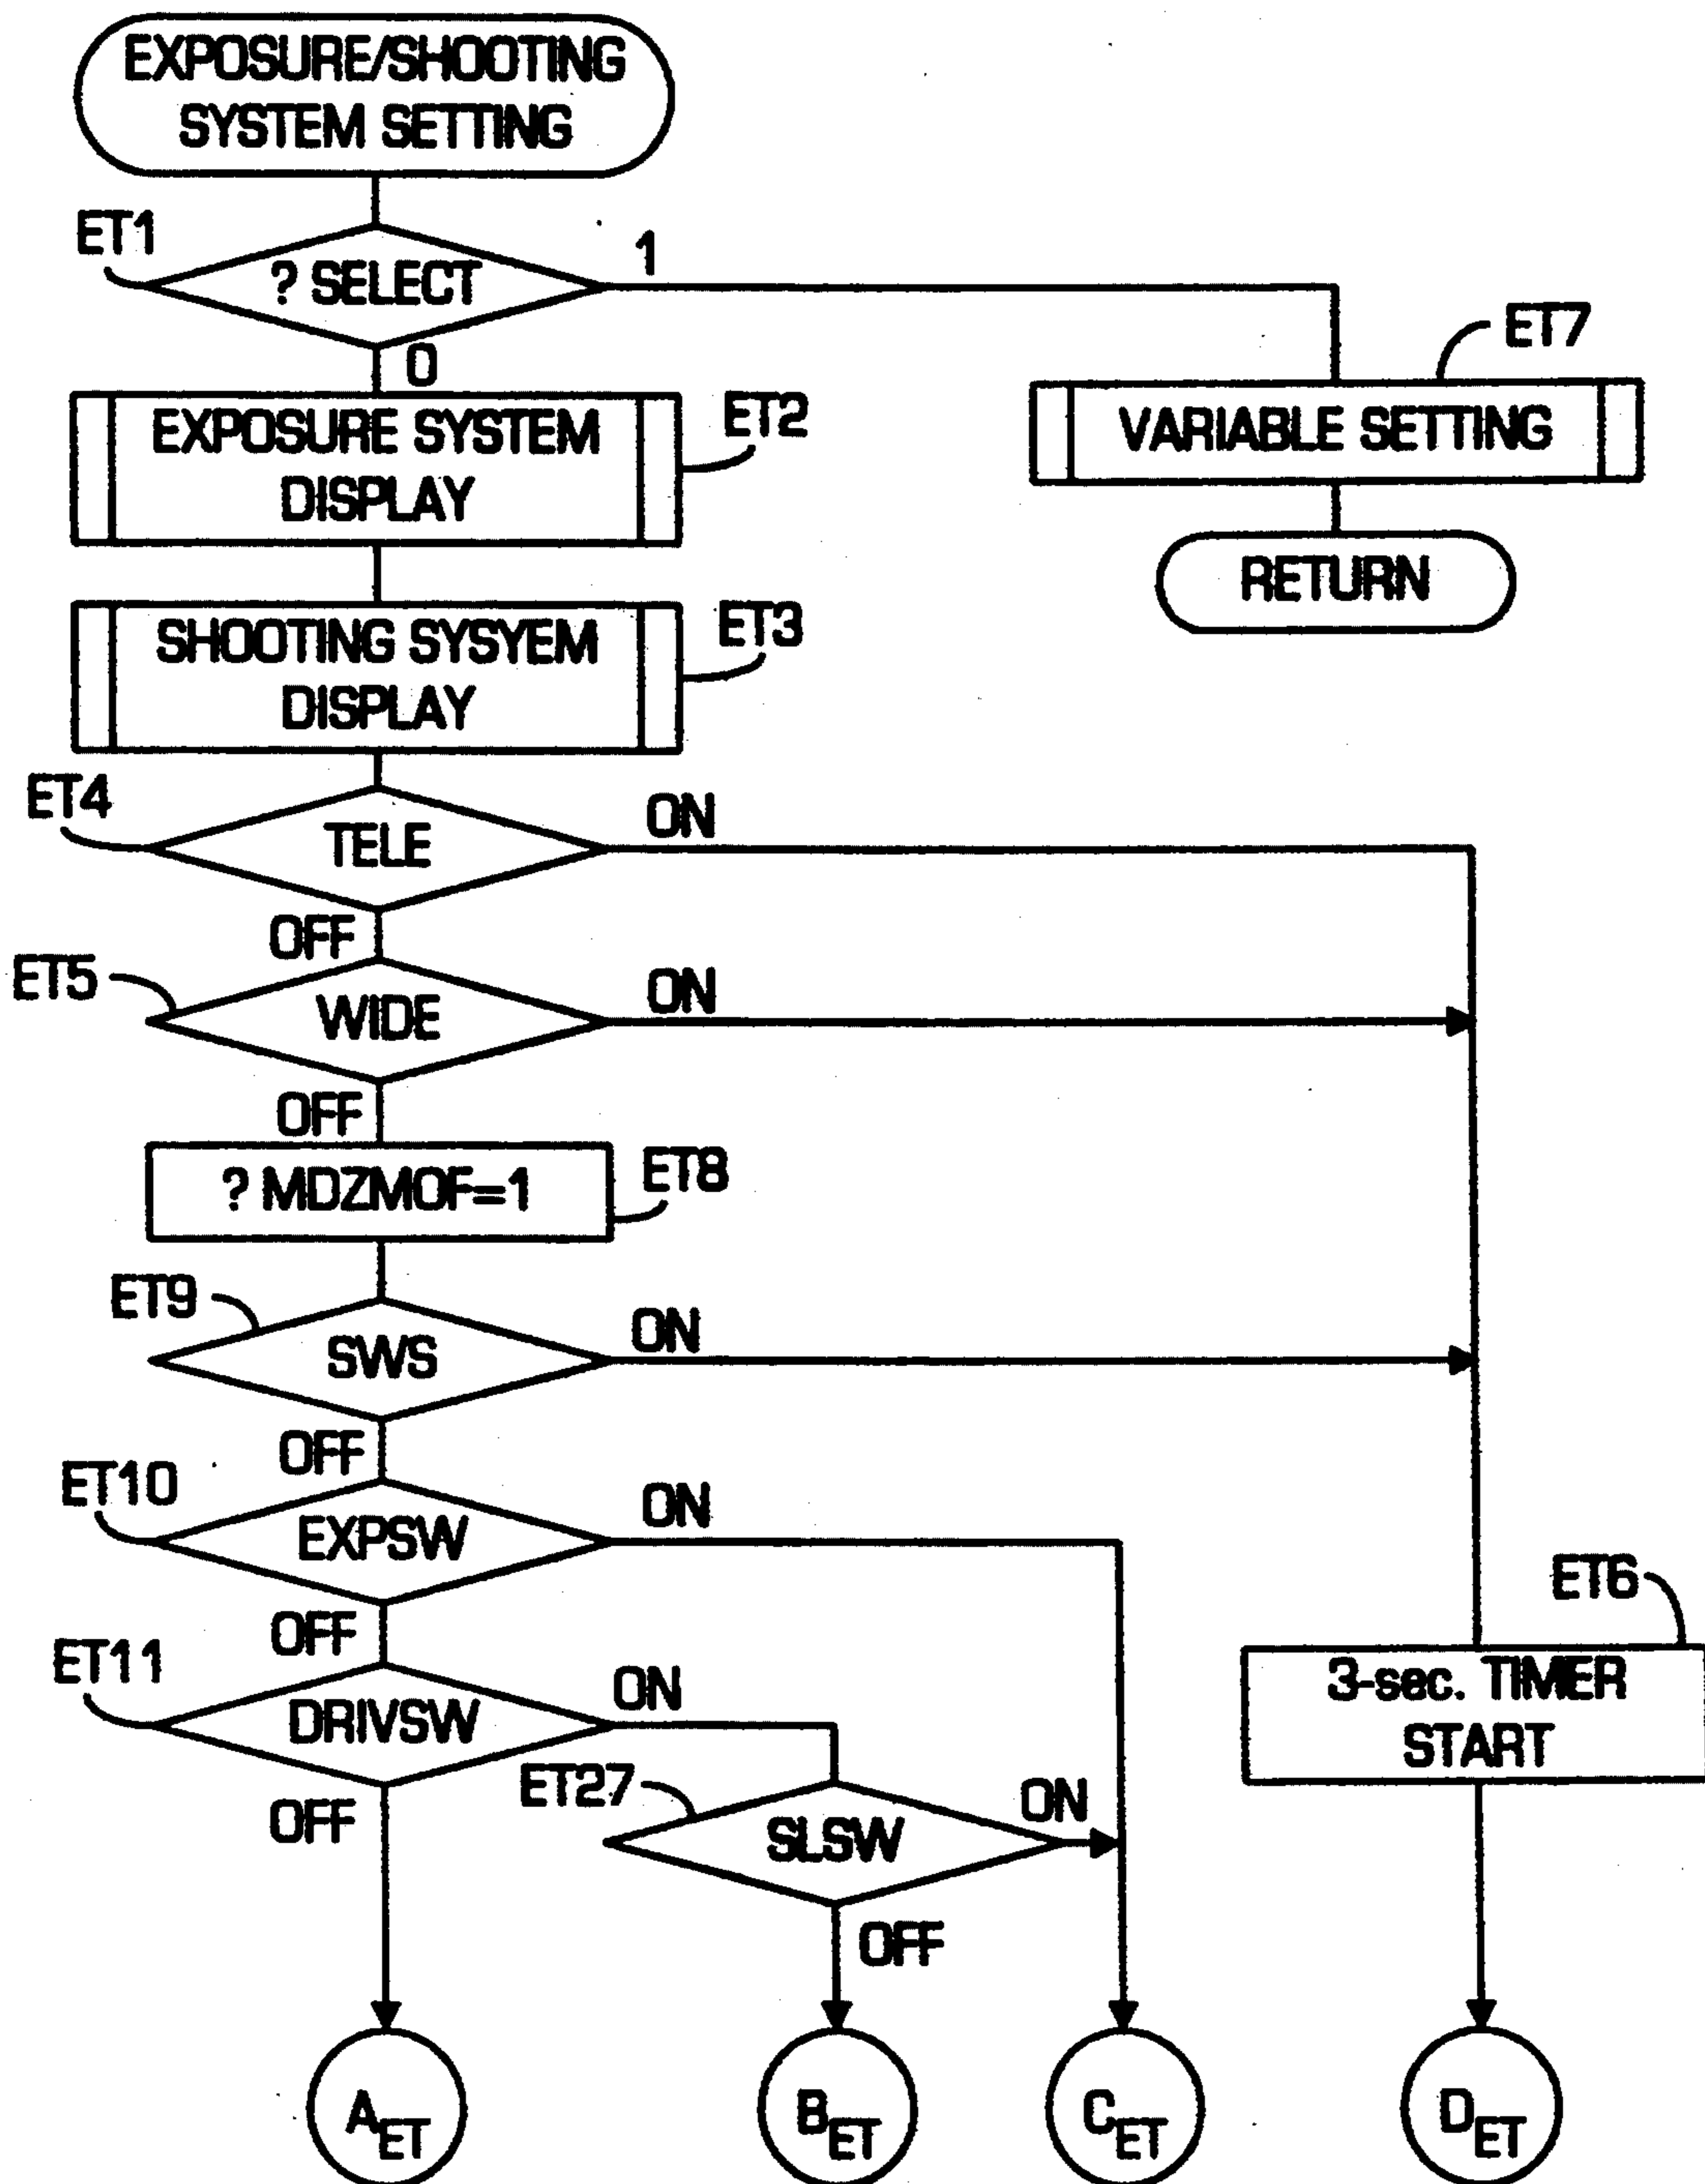 EXPOSURE/SHOOTING
SYSTEM SETTING
ET1
? SELECT
1
0
ET7
VARIABLE SETTING
RETURN
EXPOSURE SYSTEM
DISPLAY
ET2
SHOOTING SYSYEM
DISPLAY
ET3
ET4
TELE
ON
OFF
ET5
WIDE
ON
OFF
? MDZMOF=1
ET8
ET9
SWS
ON
OFF
ET10
EXPSW
ON
OFF
ET6
3-sec. TIMER
START
ET11
DRIVSW
ON
OFF
ET27
SLSW
ON
OFF
AET
BET
CET
DET